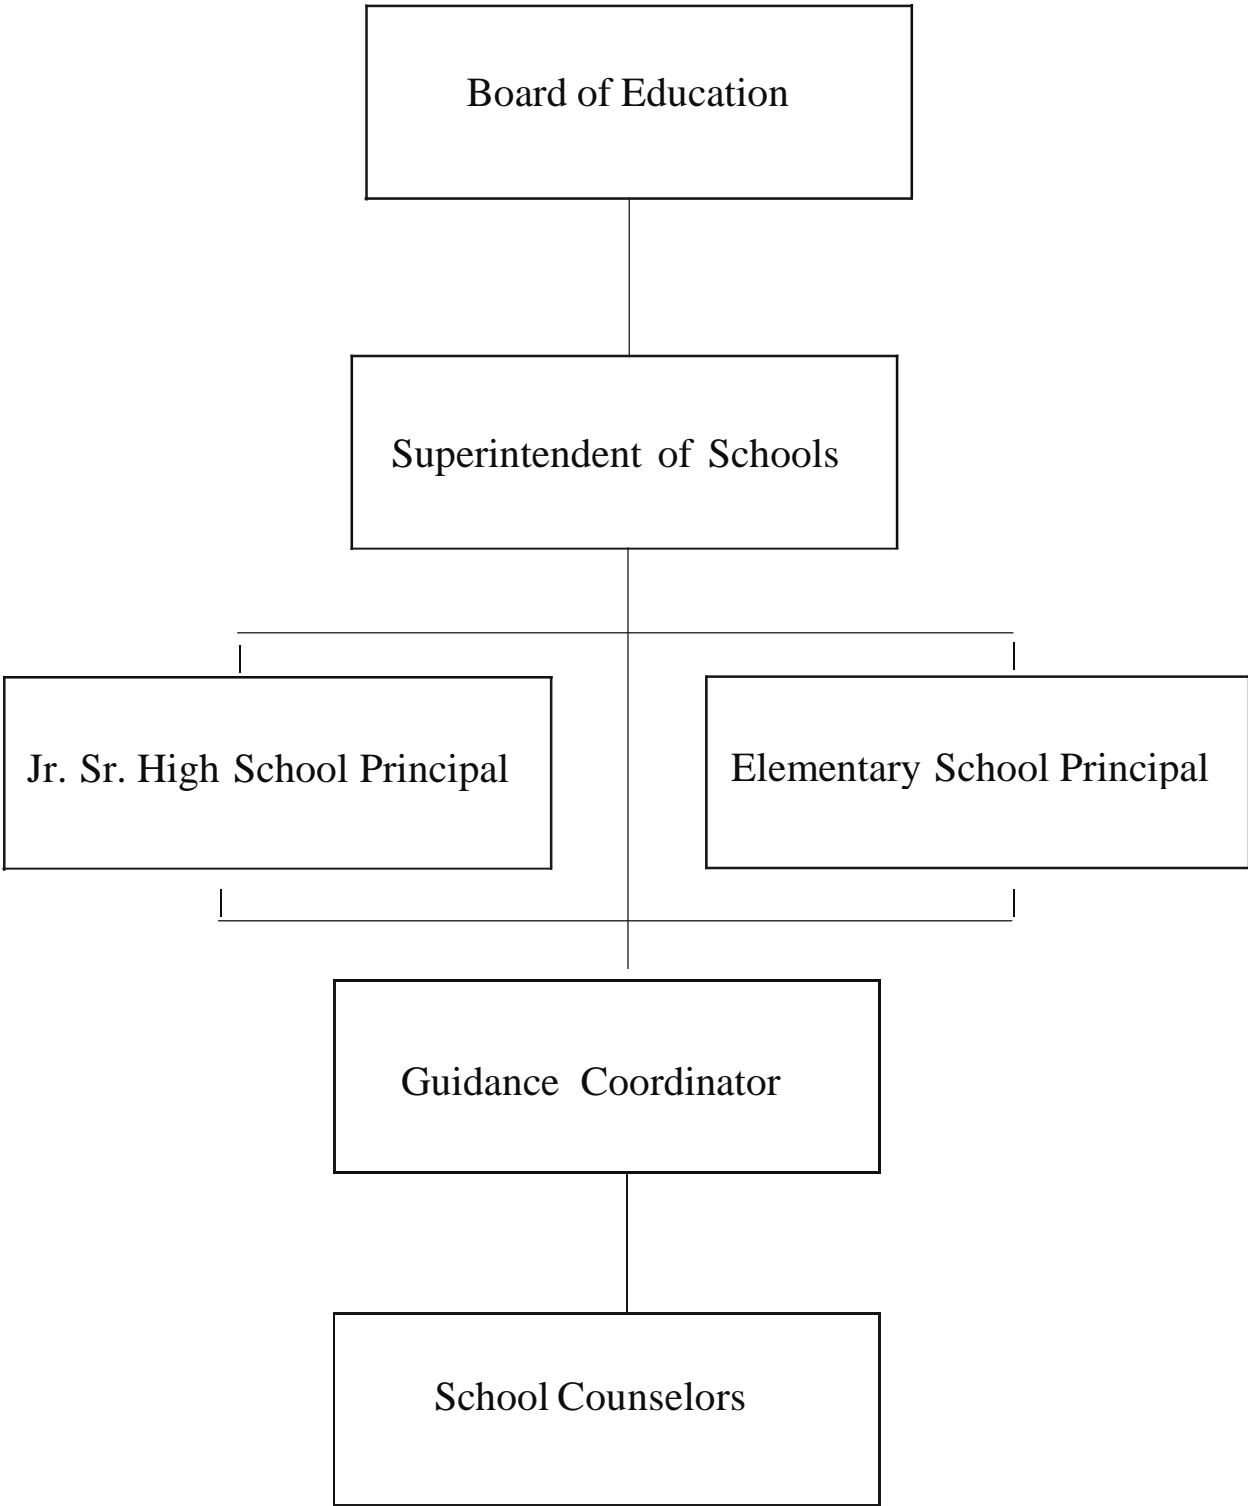 Board of Education
Superintendent of Schools
Jr. Sr. High School Principal
Elementary School Principal
Guidance Coordinator
School Counselors